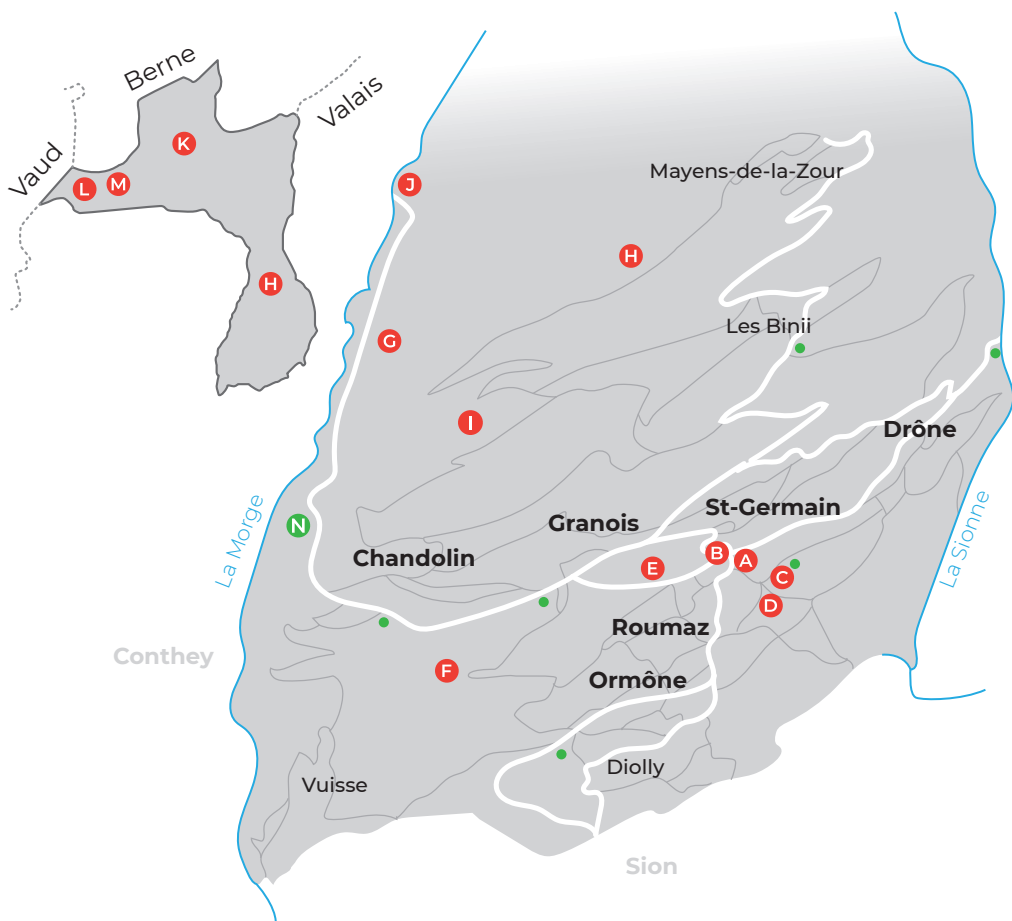 Berne
Valais
Vaud
K
L
M
H
J
Mayens-de-la-Zour
H
Les Binii
G
I
Drône
La Morge
N
St-Germain
Granois
Chandolin
B
A
E
C
D
La Sionne
Roumaz
Conthey
F
Ormône
Diolly
Vuisse
Sion